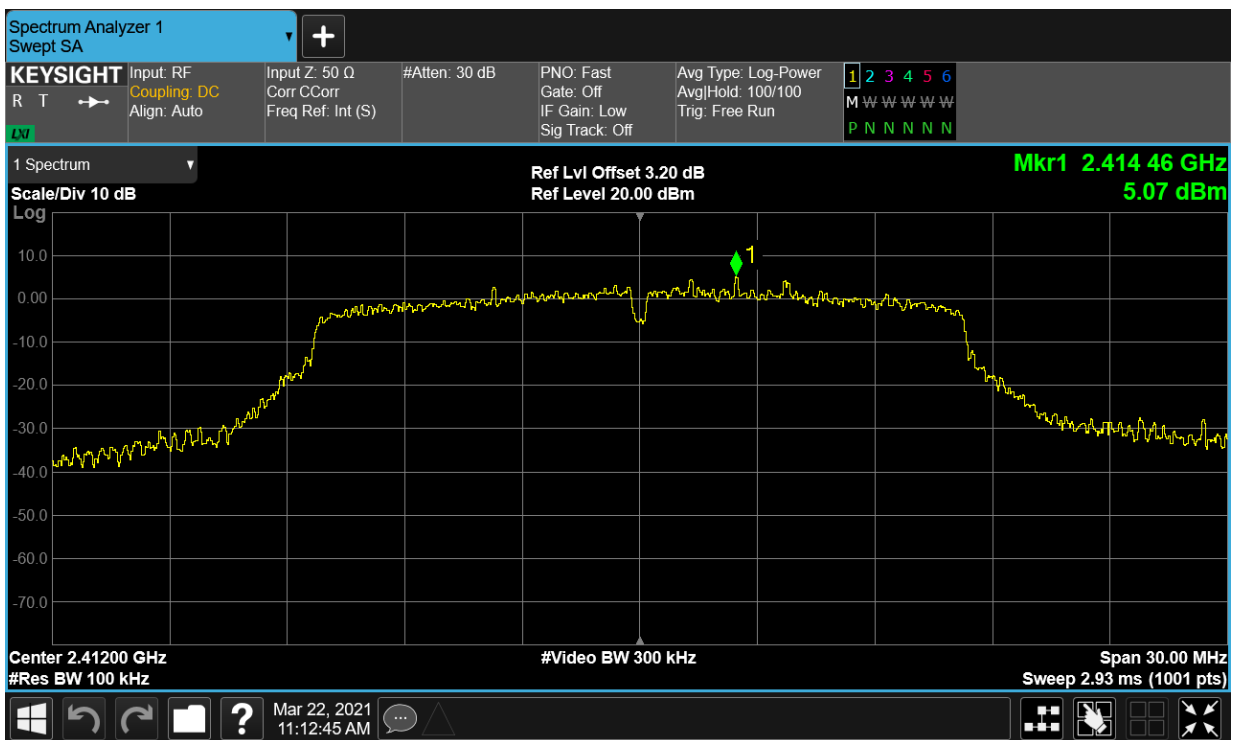 Spectrum Analyzer 1
Swept SA
KEYSIGHT
R T
LXI
Input: RF
Coupling: DC
Align: Auto
Input Z: 50 Ω
Corr CCorr
Freq Ref: Int (S)
#Atten: 30 dB
PNO: Fast
Gate: Off
IF Gain: Low
Sig Track: Off
Avg Type: Log-Power
Avg|Hold: 100/100
Trig: Free Run
1 2 3 4 5 6
M W W W W W
P N N N N N
1 Spectrum
Scale/Div 10 dB
Ref Lvl Offset 3.20 dB
Ref Level 20.00 dBm
Mkr1 2.414 46 GHz
5.07 dBm
Log
1
10.0
0.00
-10.0
-20.0
-30.0
-40.0
-50.0
-60.0
-70.0
Center 2.41200 GHz
#Res BW 100 kHz
#Video BW 300 kHz
Span 30.00 MHz
Sweep 2.93 ms (1001 pts)
?
Mar 22, 2021
11:12:45 AM